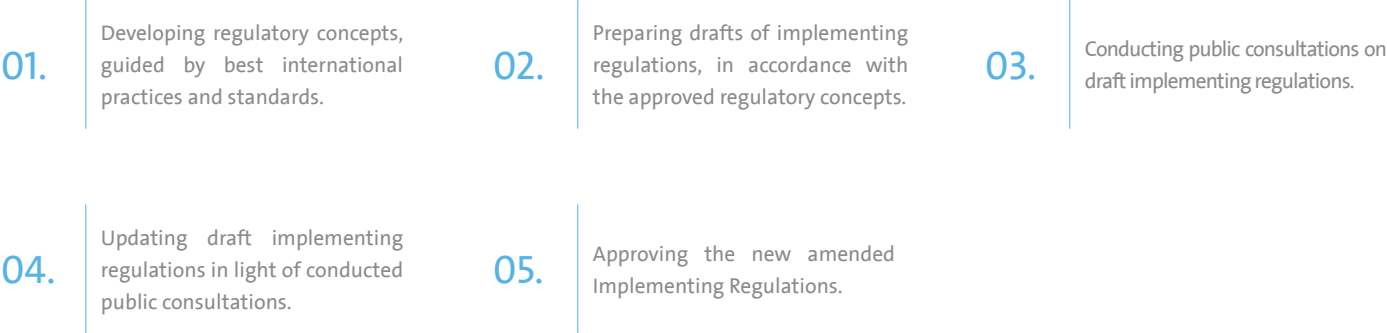 01.
Developing regulatory concepts,
guided by best international
practices and standards.
02.
Preparing drafts of implementing
regulations, in accordance with
the approved regulatory concepts.
03.
Conducting public consultations on
draft implementing regulations.
04.
Updating draft implementing
regulations in light of conducted
public consultations.
05.
Approving the new amended
Implementing Regulations.